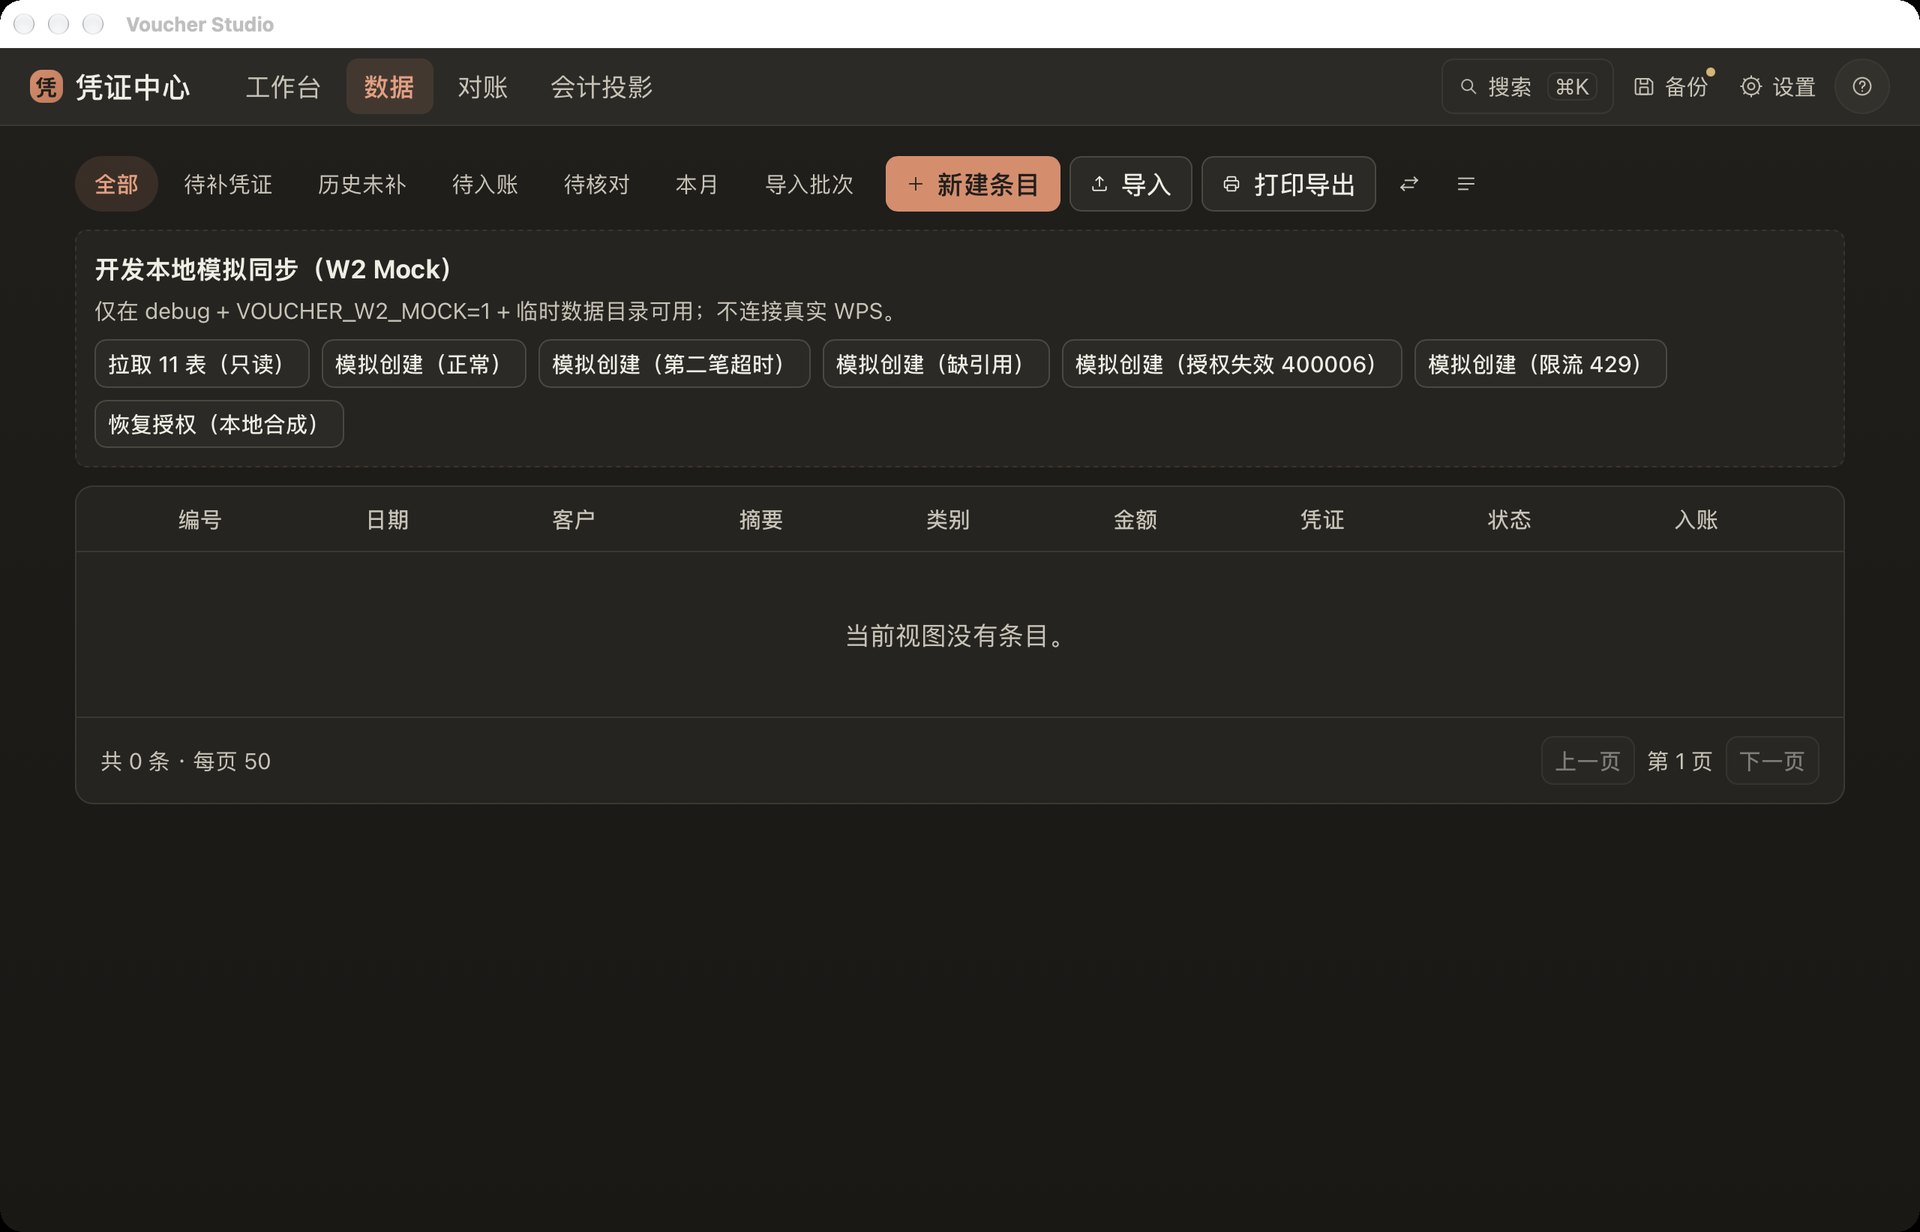 Voucher Studio
凭 凭证中心 工作台 数据 对账 会计投影 搜索 ⌘K 备份 设置
全部 待补凭证 历史未补 待入账 待核对 本月 导入批次 + 新建条目 导入 打印导出
开发本地模拟同步（W2 Mock）
仅在 debug + VOUCHER_W2_MOCK=1 + 临时数据目录可用；不连接真实 WPS。
拉取 11 表（只读） 模拟创建（正常） 模拟创建（第二笔超时） 模拟创建（缺引用） 模拟创建（授权失效 400006） 模拟创建（限流 429）
恢复授权（本地合成）
编号 日期 客户 摘要 类别 金额 凭证 状态 入账
当前视图没有条目。
共 0 条 · 每页 50 上一页 第 1 页 下一页